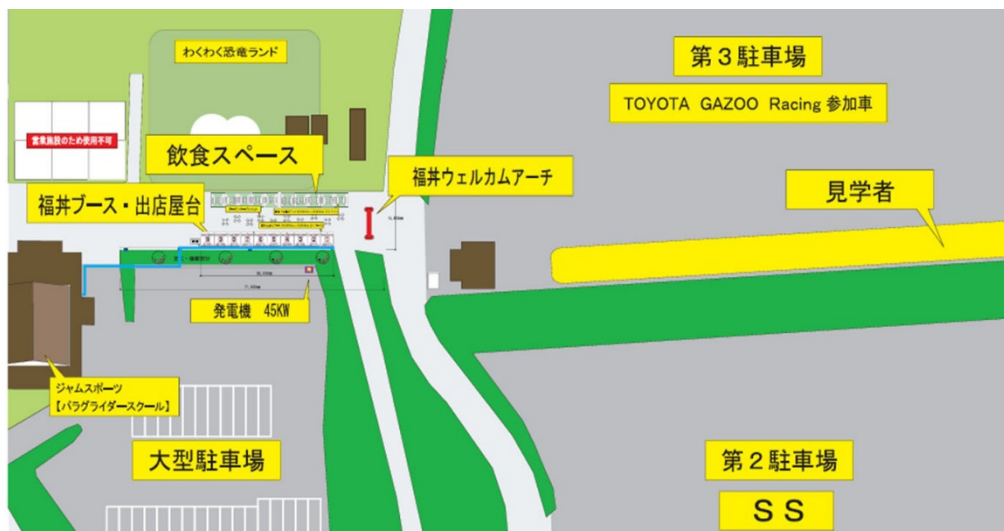 わくわく恐竜ランド
第3駐車場
TOYOTA GAZOO Racing 参加車
営業施設のため使用不可
飲食スペース
福井ウェルカムアーチ
見学者
福井ブース・出店屋台
発電機 45KW
ジャムスポーツ
【パラグライダースクール】
大型駐車場
第2駐車場
ＳＳ